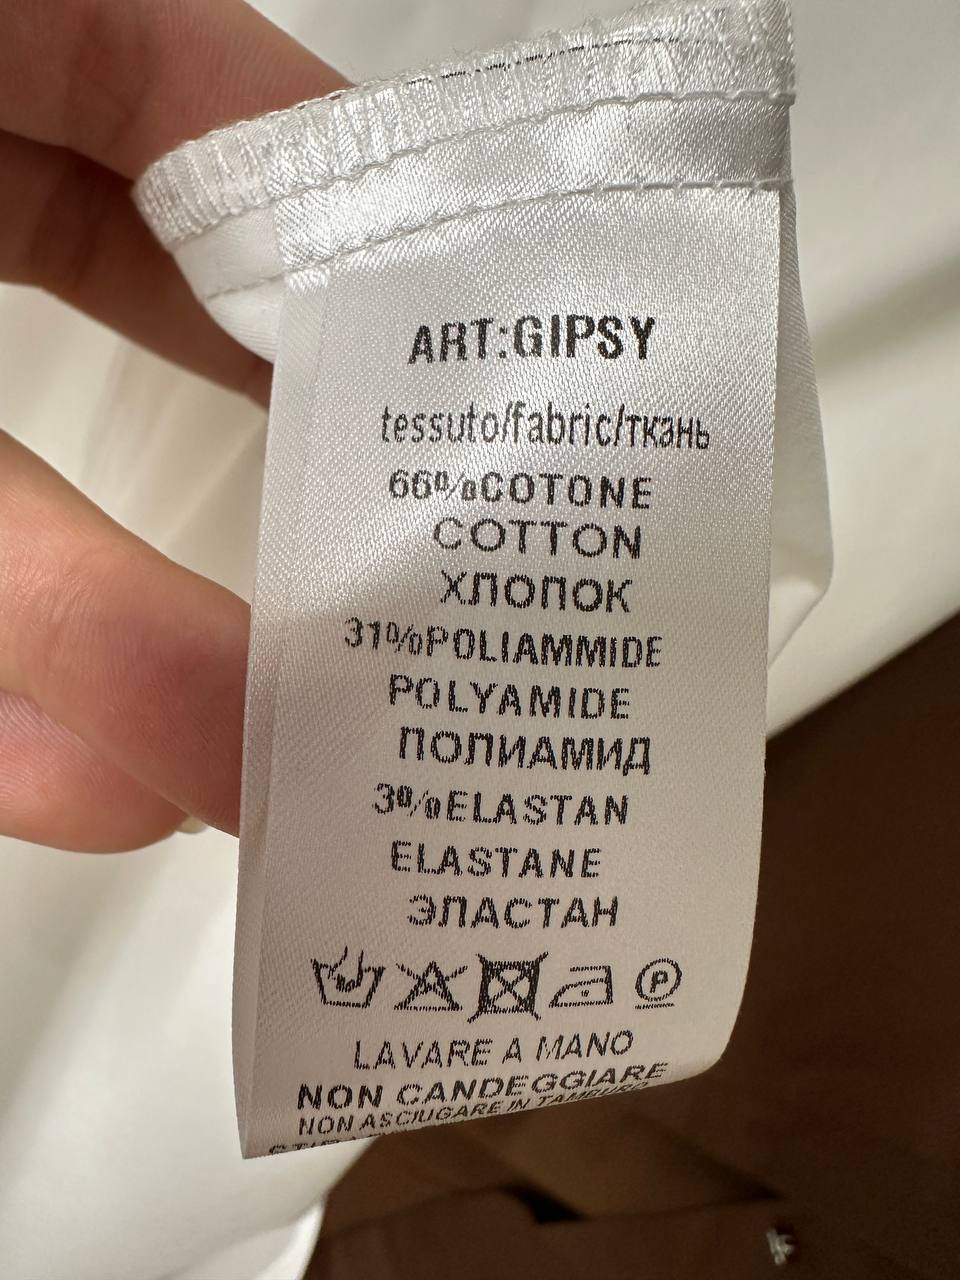 ART:GIPSY
tessuto/fabric/ткань
66%COTONE
COTTON
ХЛОПОК
31%POLIAMMIDE
POLYAMIDE
ПОЛИАМИД
3%ELASTAN
ELASTANE
ЭЛАСТАН
P
LAVARE A MANO
NON CANDEGGIARE
NON ASCIUGARE IN TAMBURO